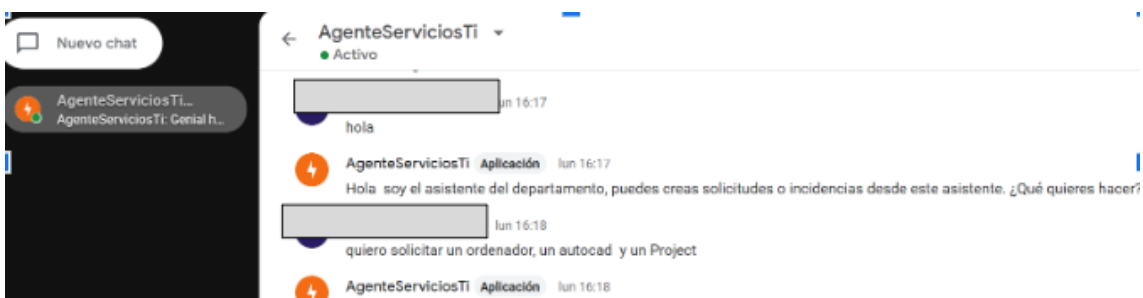 Nuevo chat
AgenteServiciosTi...
AgenteServiciosTi: Genial h...
AgenteServiciosTi
Activo
16:17
hola
AgenteServiciosTi Aplicación lun 16:17
Hola soy el asistente del departamento, puedes creas solicitudes o incidencias desde este asistente. ¿Qué quieres hacer?
lun 16:18
quiero solicitar un ordenador, un autocad y un Project
AgenteServiciosTi Aplicación lun 16:18